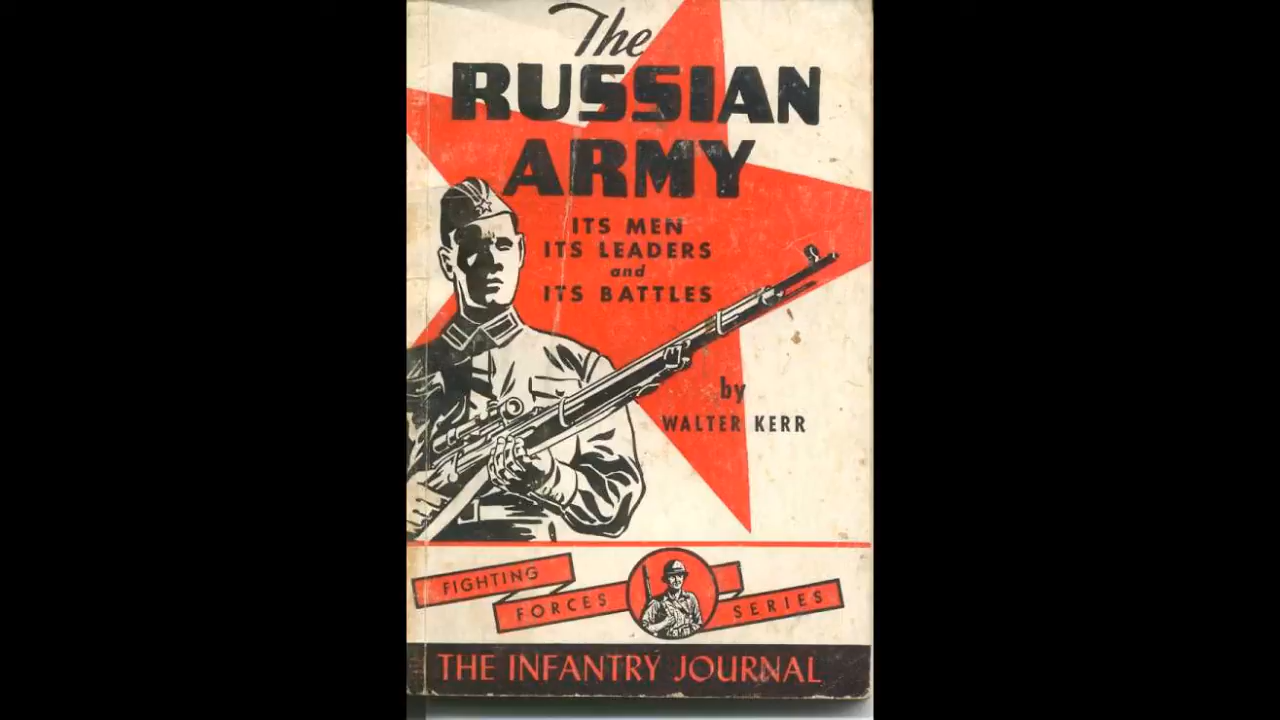 The
RUSSIAN
ARMY
ITS MEN
ITS LEADERS
and
ITS BATTLES
by
WALTER KERR
FIGHTING
FORCES
SERIES
THE INFANTRY JOURNAL